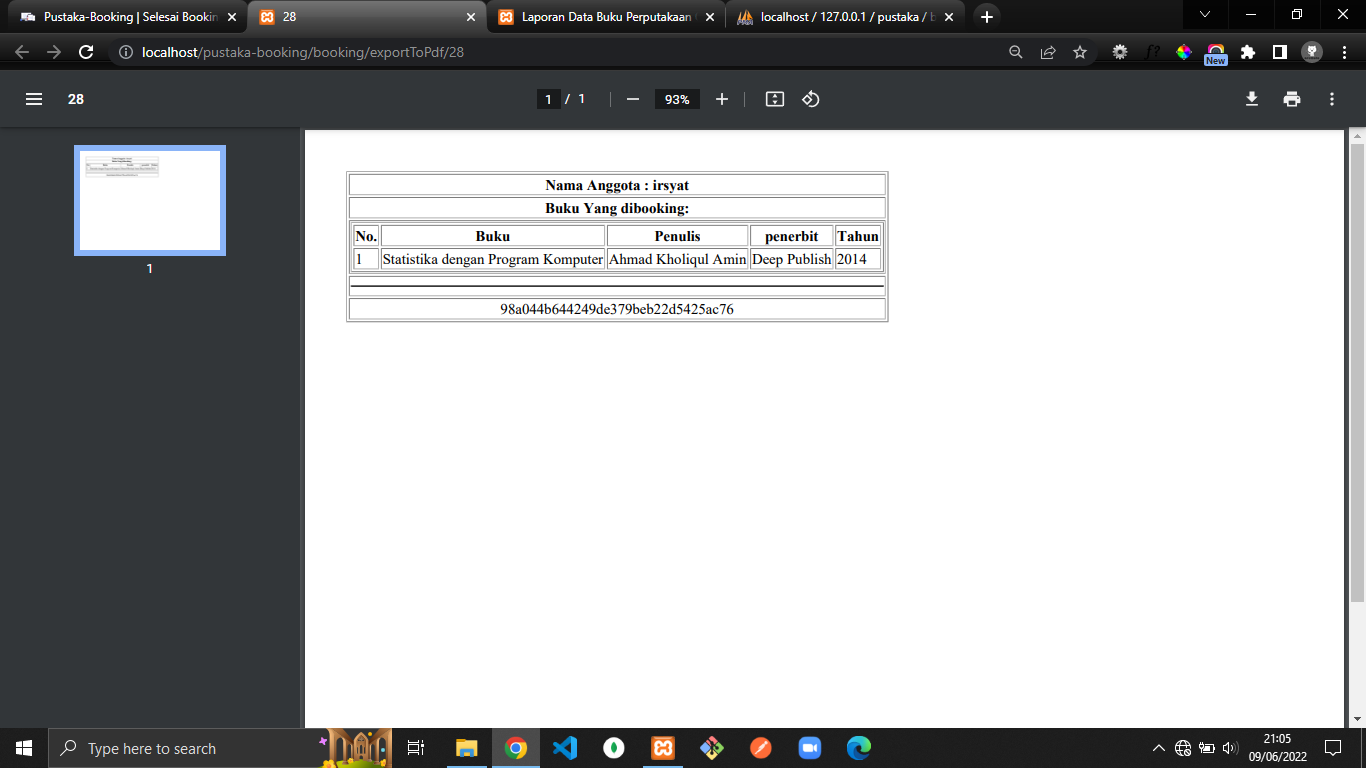 Pustaka-Booking | Selesai Bookin
28
Laporan Data Buku Perputakaan
localhost / 127.0.0.1 / pustaka / b
localhost/pustaka-booking/booking/exportToPdf/28
f?
New
28
1 / 1
93%
1
Nama Anggota : irsyat
Buku Yang dibooking:
No. Buku Penulis penerbit Tahun
1 Statistika dengan Program Komputer Ahmad Kholiqul Amin Deep Publish 2014
98a044b644249de379beb22d5425ac76
Type here to search
21:05
09/06/2022